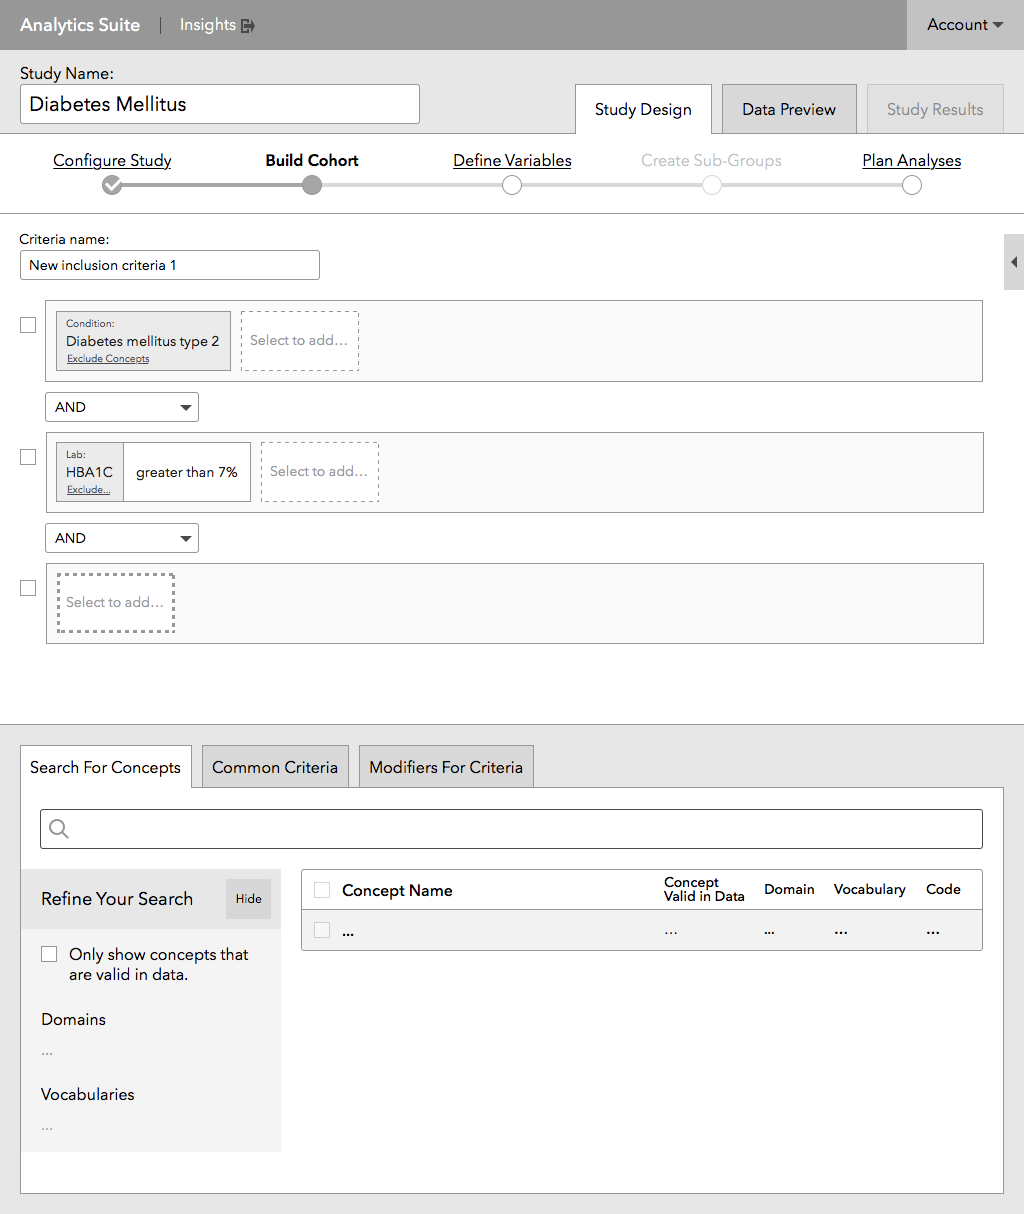 Analytics Suite | Insights
Account
Study Name:
Diabetes Mellitus
Study Design
Data Preview
Study Results
Configure Study
Build Cohort
Define Variables
Create Sub-Groups
Plan Analyses
Criteria name:
New inclusion criteria 1
Condition:
Diabetes mellitus type 2
Exclude Concepts
Select to add...
AND
Lab:
HBA1C
Exclude...
greater than 7%
Select to add...
AND
Select to add...
Search For Concepts
Common Criteria
Modifiers For Criteria
Refine Your Search
Hide
Only show concepts that
are valid in data.
Domains
...
Vocabularies
...
Concept Name
Concept
Valid in Data
Domain
Vocabulary
Code
...
...
...
...
...